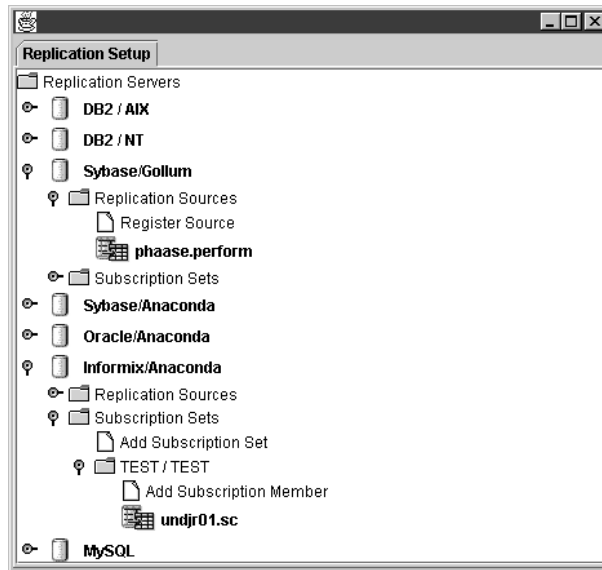 Replication Setup
Replication Servers
DB2 / AIX
DB2 / NT
Sybase/Gollum
Replication Sources
Register Source
phaase.perform
Subscription Sets
Sybase/Anaconda
Oracle/Anaconda
Informix/Anaconda
Replication Sources
Subscription Sets
Add Subscription Set
TEST / TEST
Add Subscription Member
undjr01.sc
MySQL